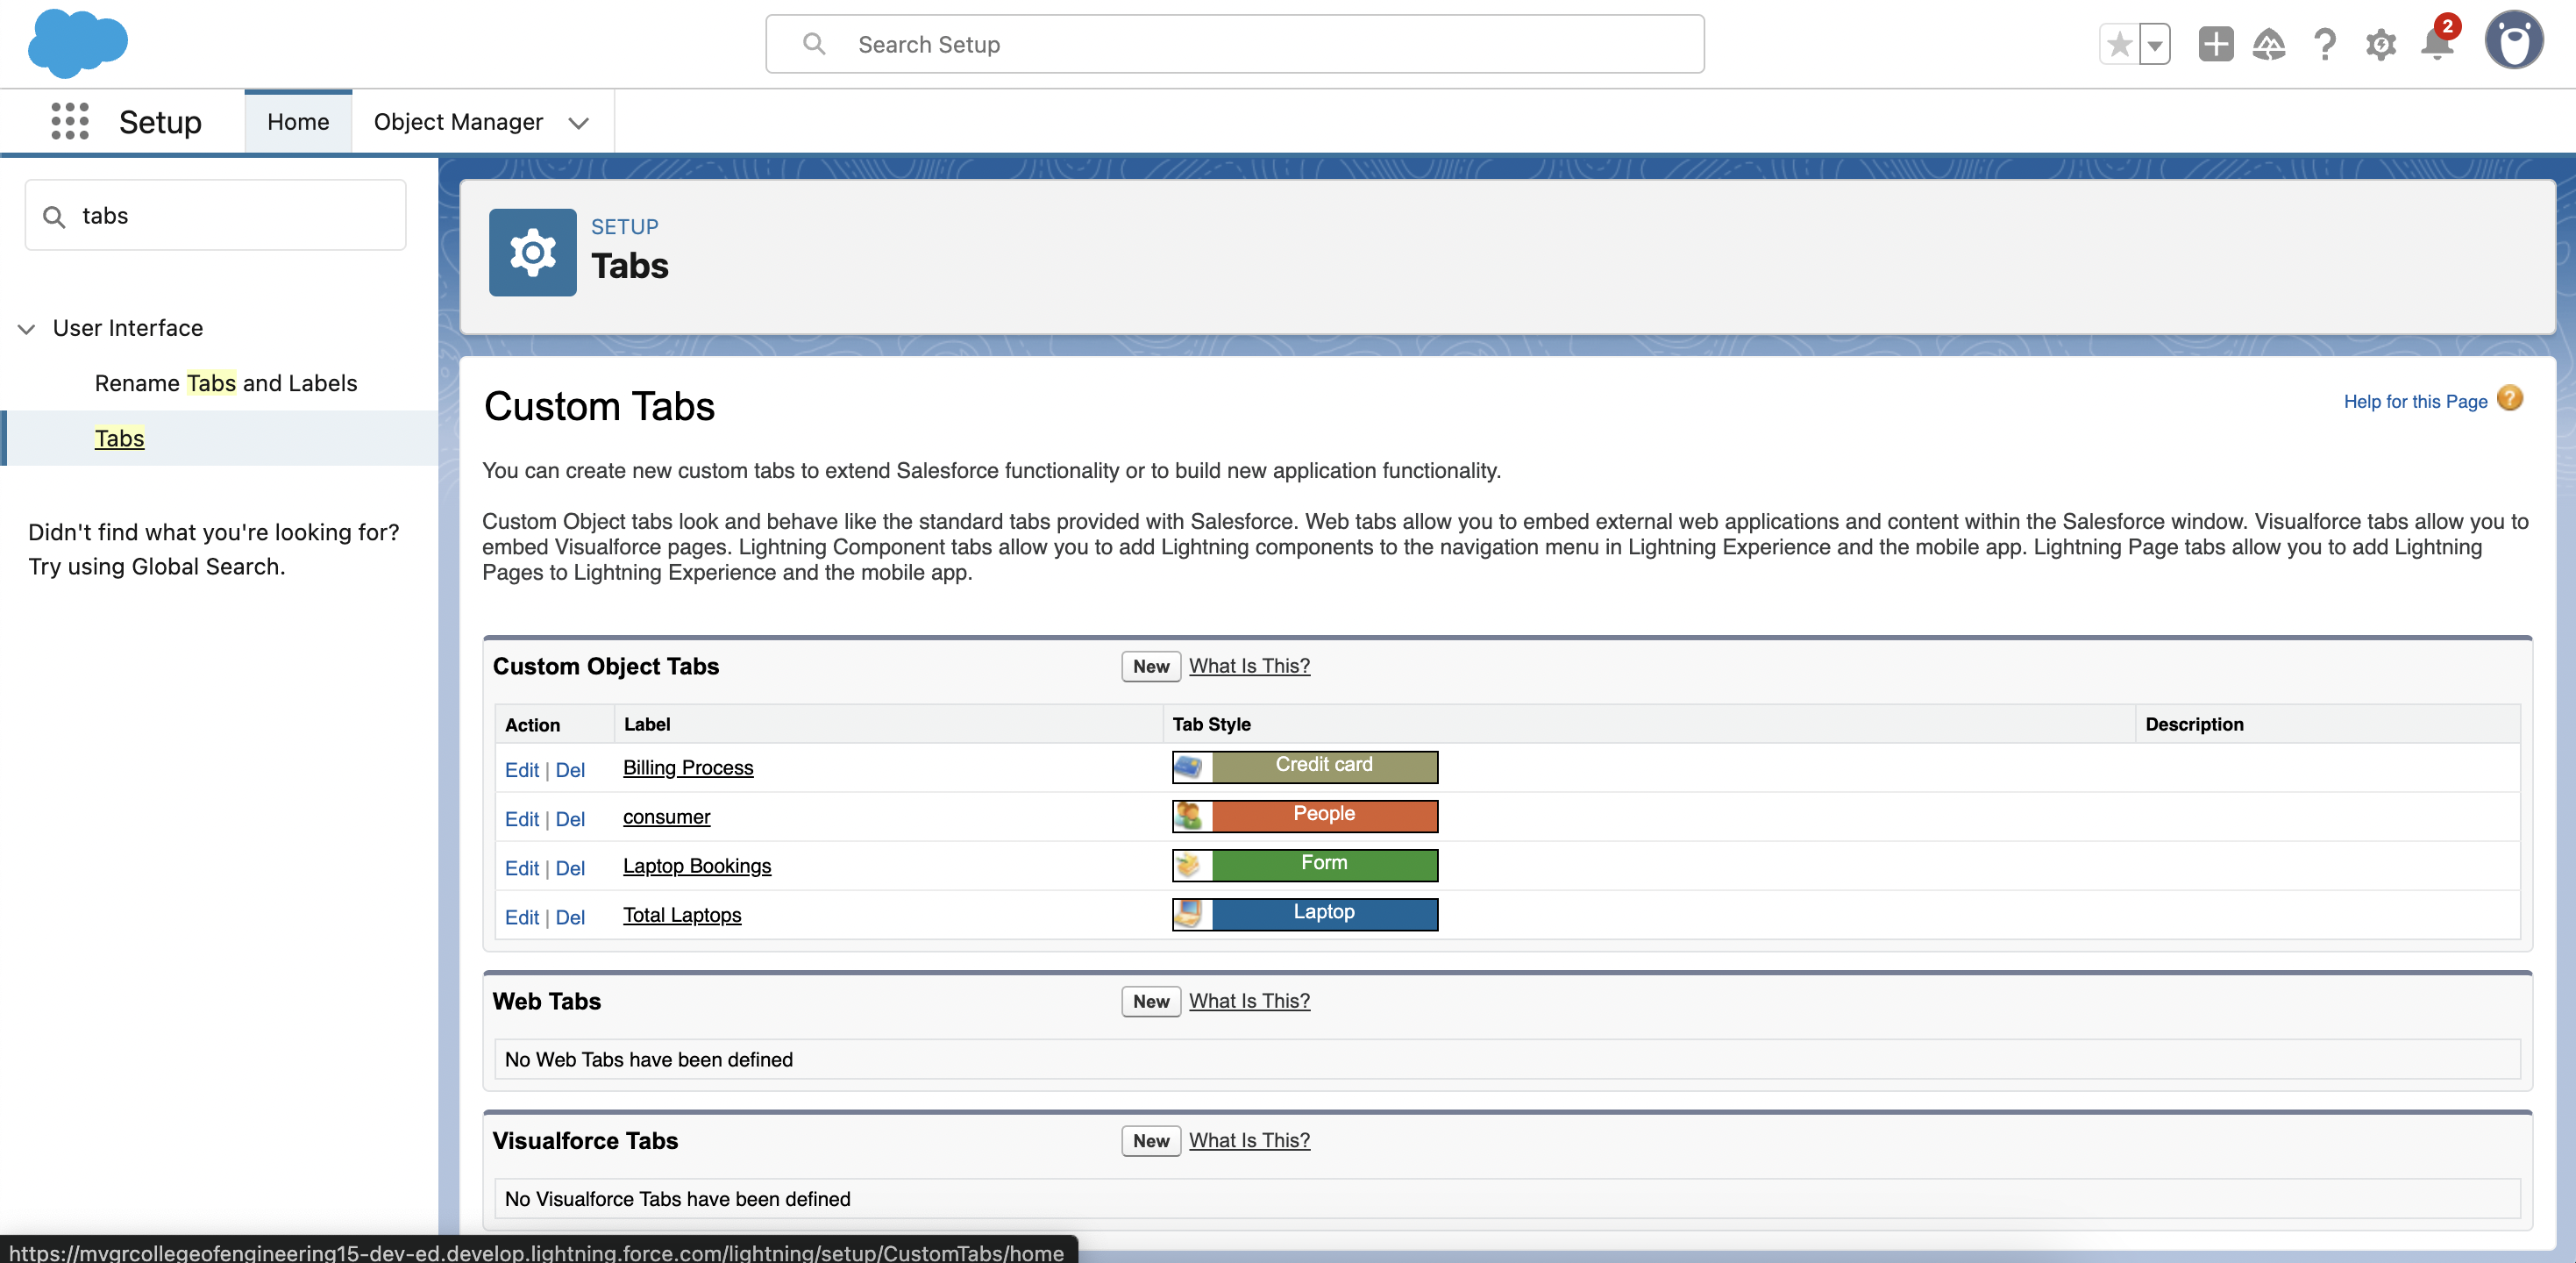 Search Setup
2
Setup
Home
Object Manager
tabs
User Interface
Rename Tabs and Labels
Tabs
Didn't find what you're looking for?
Try using Global Search.
SETUP
Tabs
Custom Tabs
Help for this Page ?
You can create new custom tabs to extend Salesforce functionality or to build new application functionality.
Custom Object tabs look and behave like the standard tabs provided with Salesforce. Web tabs allow you to embed external web applications and content within the Salesforce window. Visualforce tabs allow you to
embed Visualforce pages. Lightning Component tabs allow you to add Lightning components to the navigation menu in Lightning Experience and the mobile app. Lightning Page tabs allow you to add Lightning
Pages to Lightning Experience and the mobile app.
Custom Object Tabs New What Is This?
Action Label Tab Style Description
Edit | Del Billing Process Credit card
Edit | Del consumer People
Edit | Del Laptop Bookings Form
Edit | Del Total Laptops Laptop
Web Tabs New What Is This?
No Web Tabs have been defined
Visualforce Tabs New What Is This?
No Visualforce Tabs have been defined
https://mvgrcollegeofengineering15-dev-ed.develop.lightning.force.com/lightning/setup/CustomTabs/home